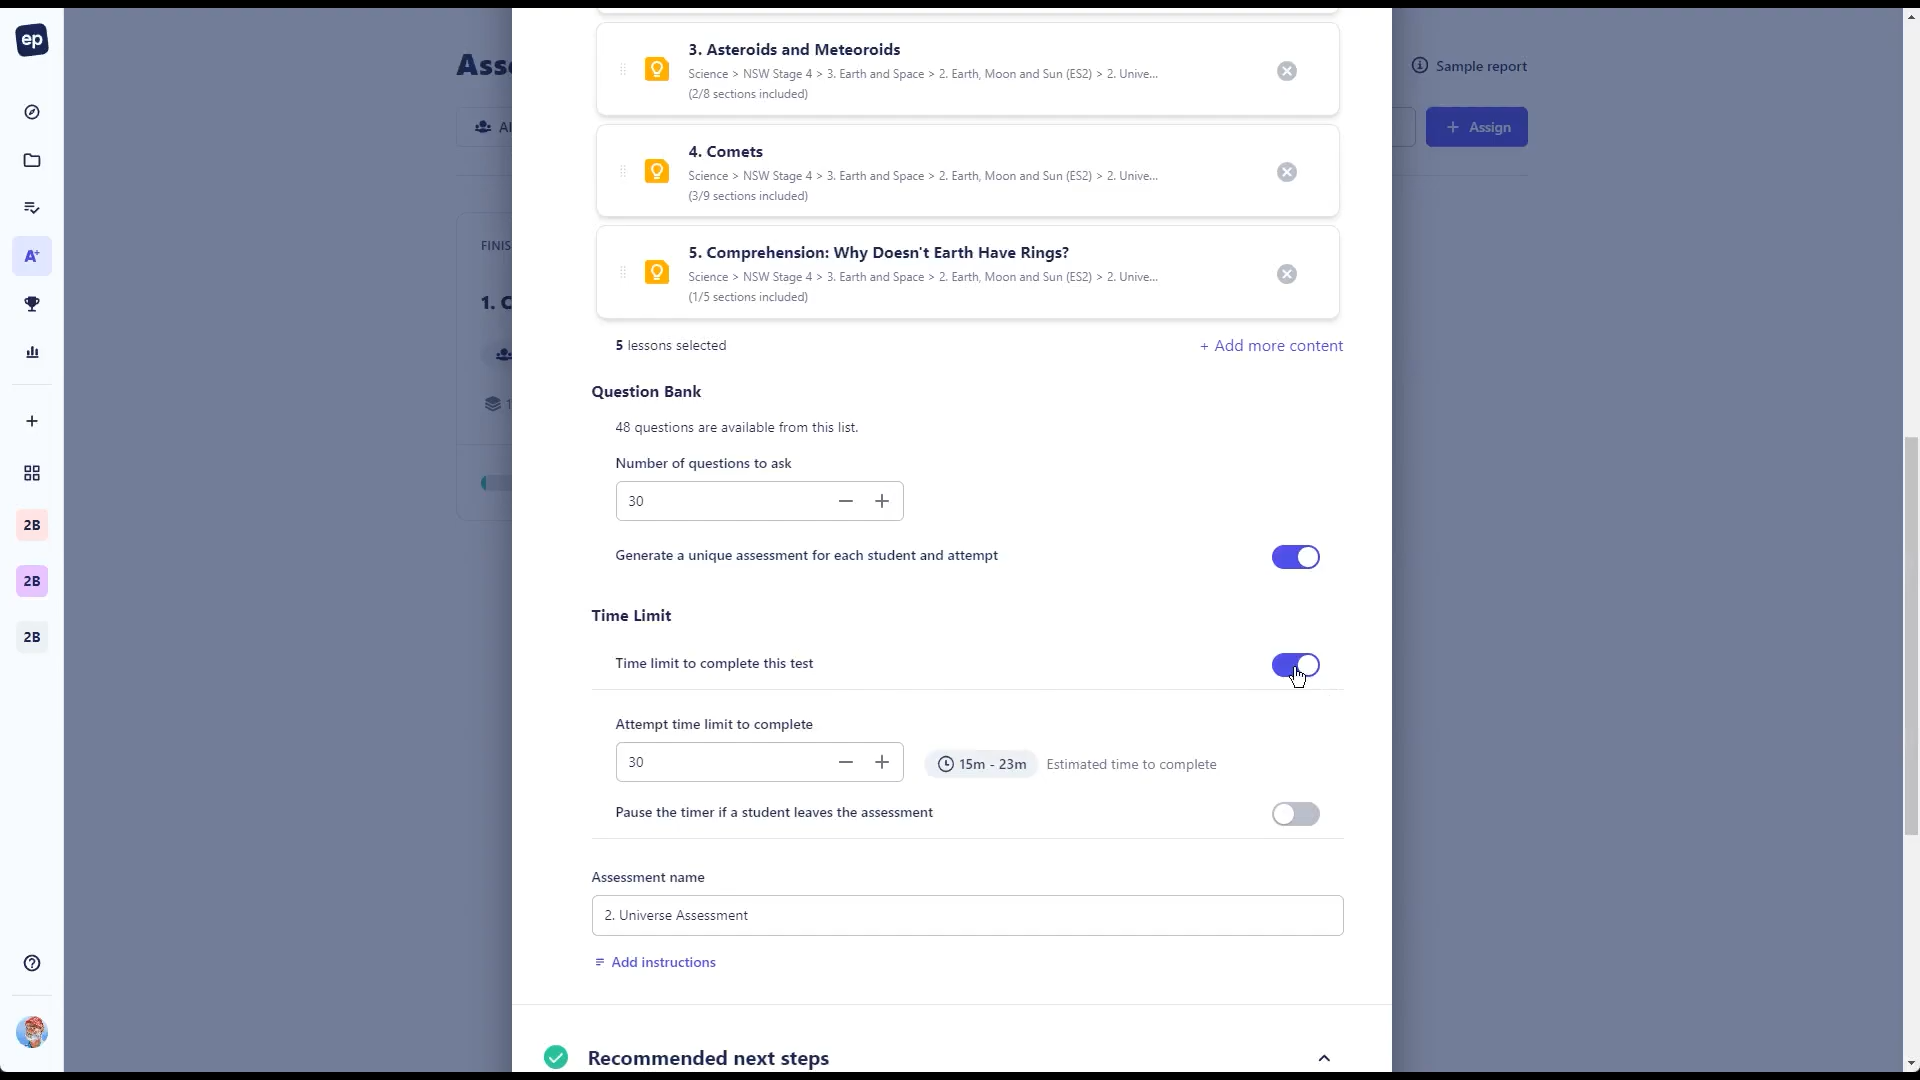 ep
Asse
Sample report
Al
Assign
FINIS
1. C
1
A+
2B
2B
2B
3. Asteroids and Meteoroids
Science > NSW Stage 4 > 3. Earth and Space > 2. Earth, Moon and Sun (ES2) > 2. Unive...
(2/8 sections included)
4. Comets
Science > NSW Stage 4 > 3. Earth and Space > 2. Earth, Moon and Sun (ES2) > 2. Unive...
(3/9 sections included)
5. Comprehension: Why Doesn't Earth Have Rings?
Science > NSW Stage 4 > 3. Earth and Space > 2. Earth, Moon and Sun (ES2) > 2. Unive...
(1/5 sections included)
5 lessons selected
+ Add more content
Question Bank
48 questions are available from this list.
Number of questions to ask
30
Generate a unique assessment for each student and attempt
Time Limit
Time limit to complete this test
Attempt time limit to complete
30
15m - 23m Estimated time to complete
Pause the timer if a student leaves the assessment
Assessment name
2. Universe Assessment
Add instructions
Recommended next steps